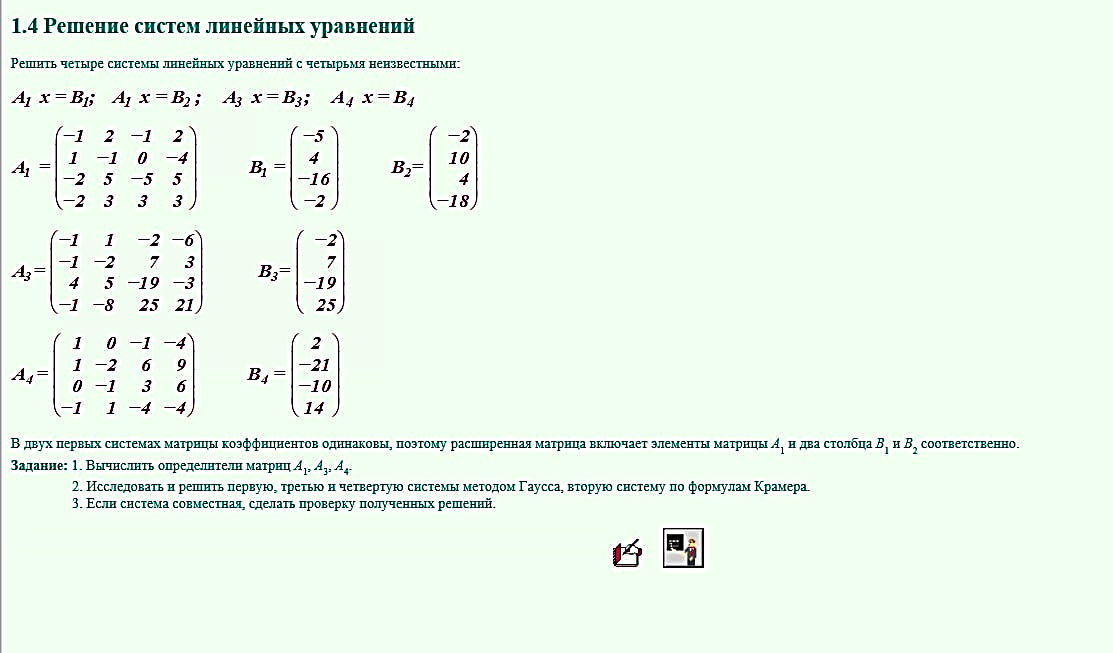 1.4 Решение систем линейных уравнений
Решить четыре системы линейных уравнений с четырьмя неизвестными:
A₁ x = B₁; A₁ x = B₂ ; A₃ x = B₃; A₄ x = B₄
−1 2 −1 2
1 −1 0 −4
A₁ = B₁ = B₂=
−2 5 −5 5
−2 3 3 3
−5
4
−16
−2
−2
10
4
−18
−1 1 −2 −6
−1 −2 7 3
A₃= B₃=
4 5 −19 −3
−1 −8 25 21
−2
7
−19
25
1 0 −1 −4
1 −2 6 9
A₄= B₄ =
0 −1 3 6
−1 1 −4 −4
2
−21
−10
14
В двух первых системах матрицы коэффициентов одинаковы, поэтому расширенная матрица включает элементы матрицы A₁ и два столбца B₁ и B₂ соответственно.
Задание: 1. Вычислить определители матриц A₁, A₃, A₄.
2. Исследовать и решить первую, третью и четвертую системы методом Гаусса, вторую систему по формулам Крамера.
3. Если система совместная, сделать проверку полученных решений.